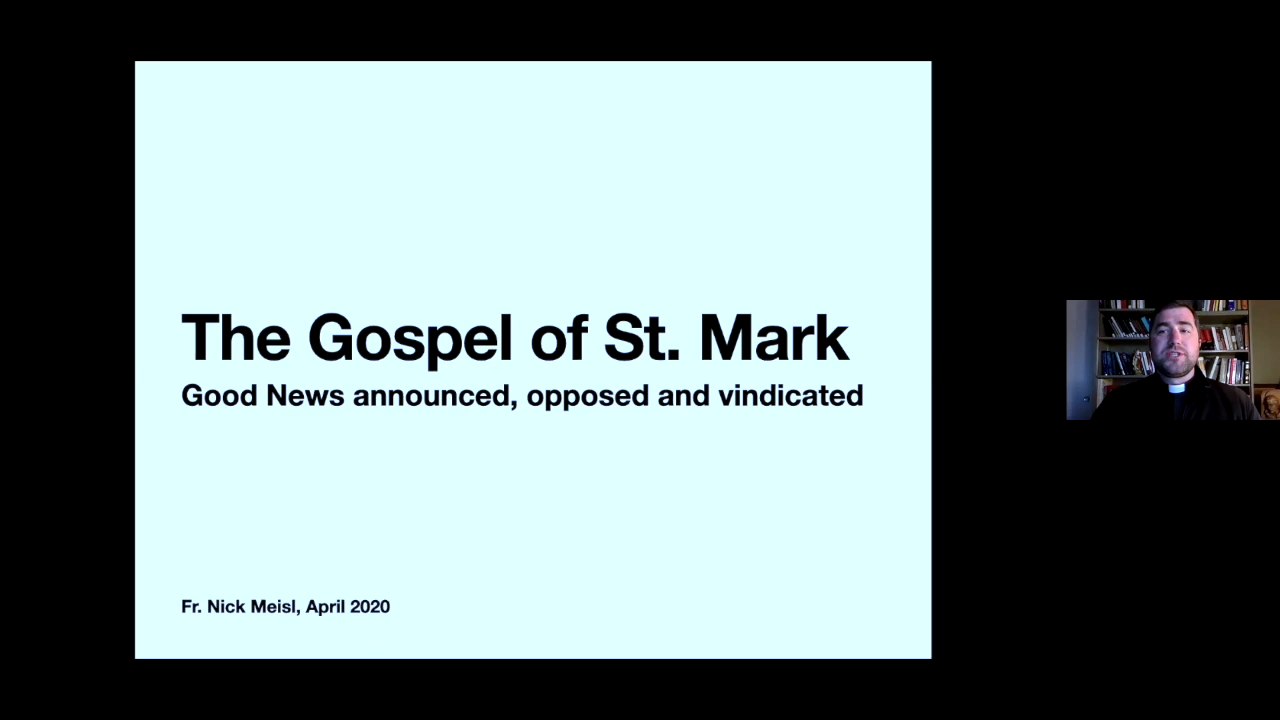 The Gospel of St. Mark
Good News announced, opposed and vindicated
Fr. Nick Meisl, April 2020